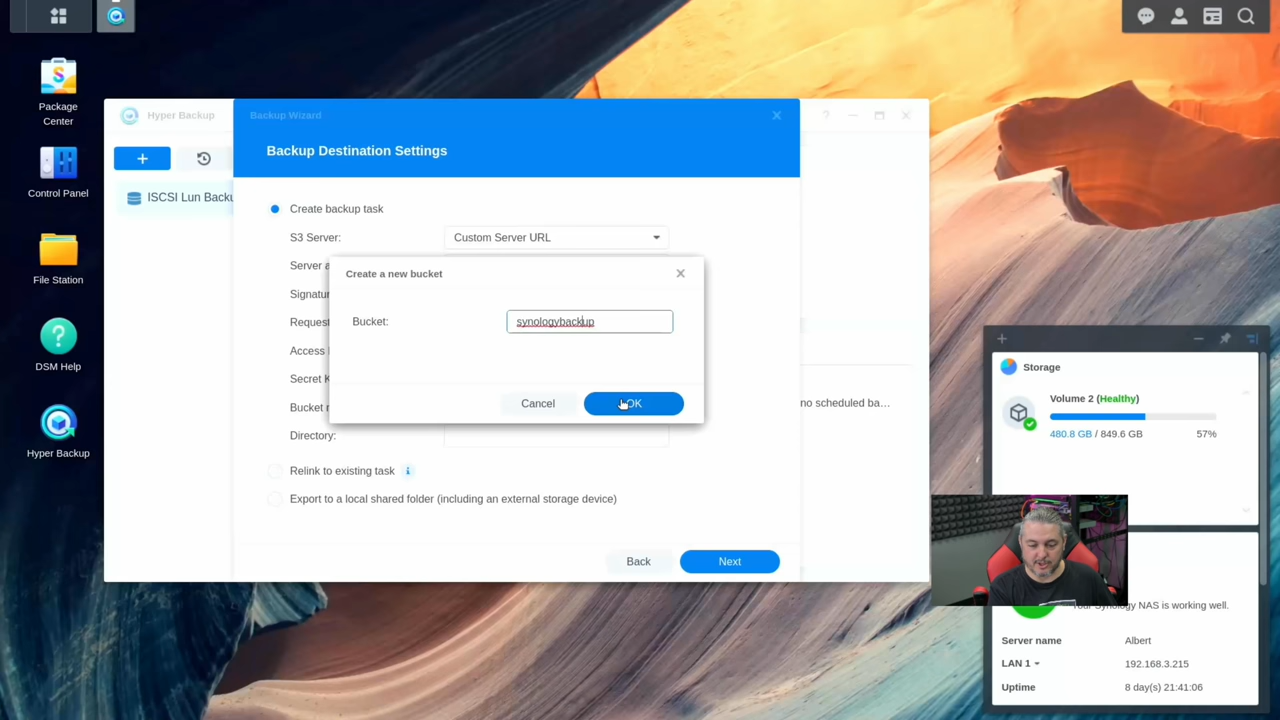 Package
Center
Control Panel
File Station
DSM Help
Hyper Backup
Hyper Backup
Backup Wizard
Backup Destination Settings
ISCSI Lun Backu
Create backup task
S3 Server:
Custom Server URL
Server a
Signatur
Request
Access
Secret K
Bucket n
Directory:
Create a new bucket
Bucket:
synologybackup
Cancel
OK
Relink to existing task
Export to a local shared folder (including an external storage device)
Back
Next
no scheduled ba...
Storage
Volume 2 (Healthy)
480.8 GB / 849.6 GB
57%
Your Synology NAS is working well.
Server name
Albert
LAN 1
192.168.3.215
Uptime
8 day(s) 21:41:06